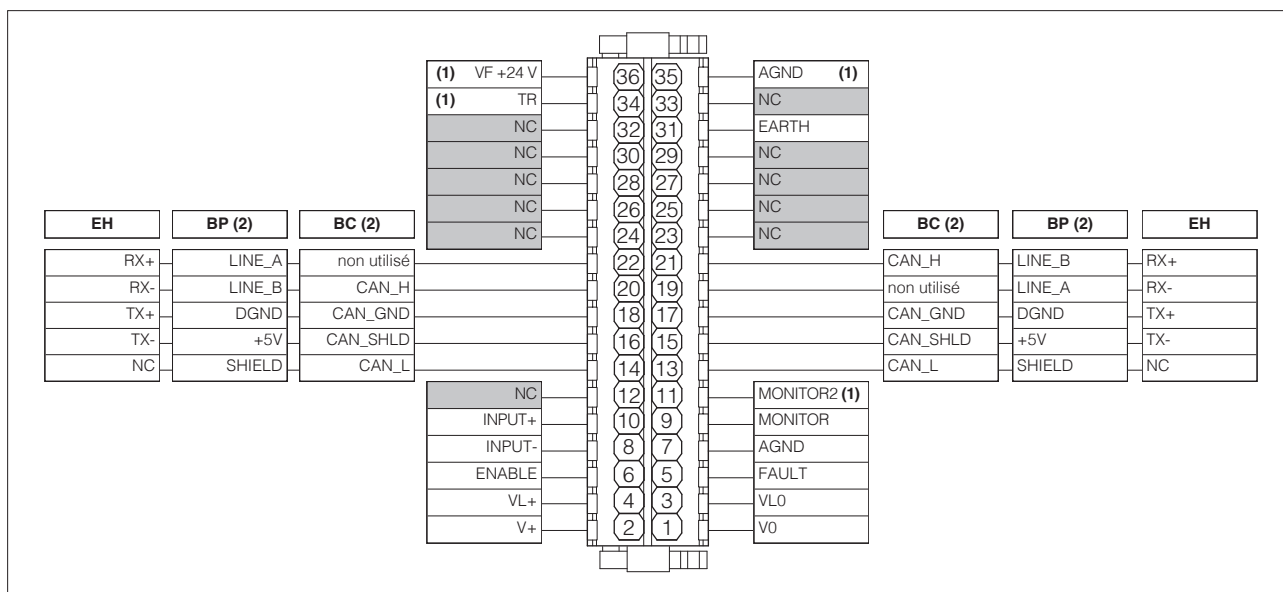 (1) VF +24 V 36 35 AGND (1)
(1) TR 34 33 NC
NC 32 31 EARTH
NC 30 29 NC
NC 28 27 NC
NC 26 25 NC
NC 24 23 NC
EH BP (2) BC (2) BC (2) BP (2) EH
RX+ LINE_A non utilisé 22 21 CAN_H LINE_B RX+
RX- LINE_B CAN_H 20 19 non utilisé LINE_A RX-
TX+ DGND CAN_GND 18 17 CAN_GND DGND TX+
TX- +5V CAN_SHLD 16 15 CAN_SHLD +5V TX-
NC SHIELD CAN_L 14 13 CAN_L SHIELD NC
NC 12 11 MONITOR2 (1)
INPUT+ 10 9 MONITOR
INPUT- 8 7 AGND
ENABLE 6 5 FAULT
VL+ 4 3 VL0
V+ 2 1 V0